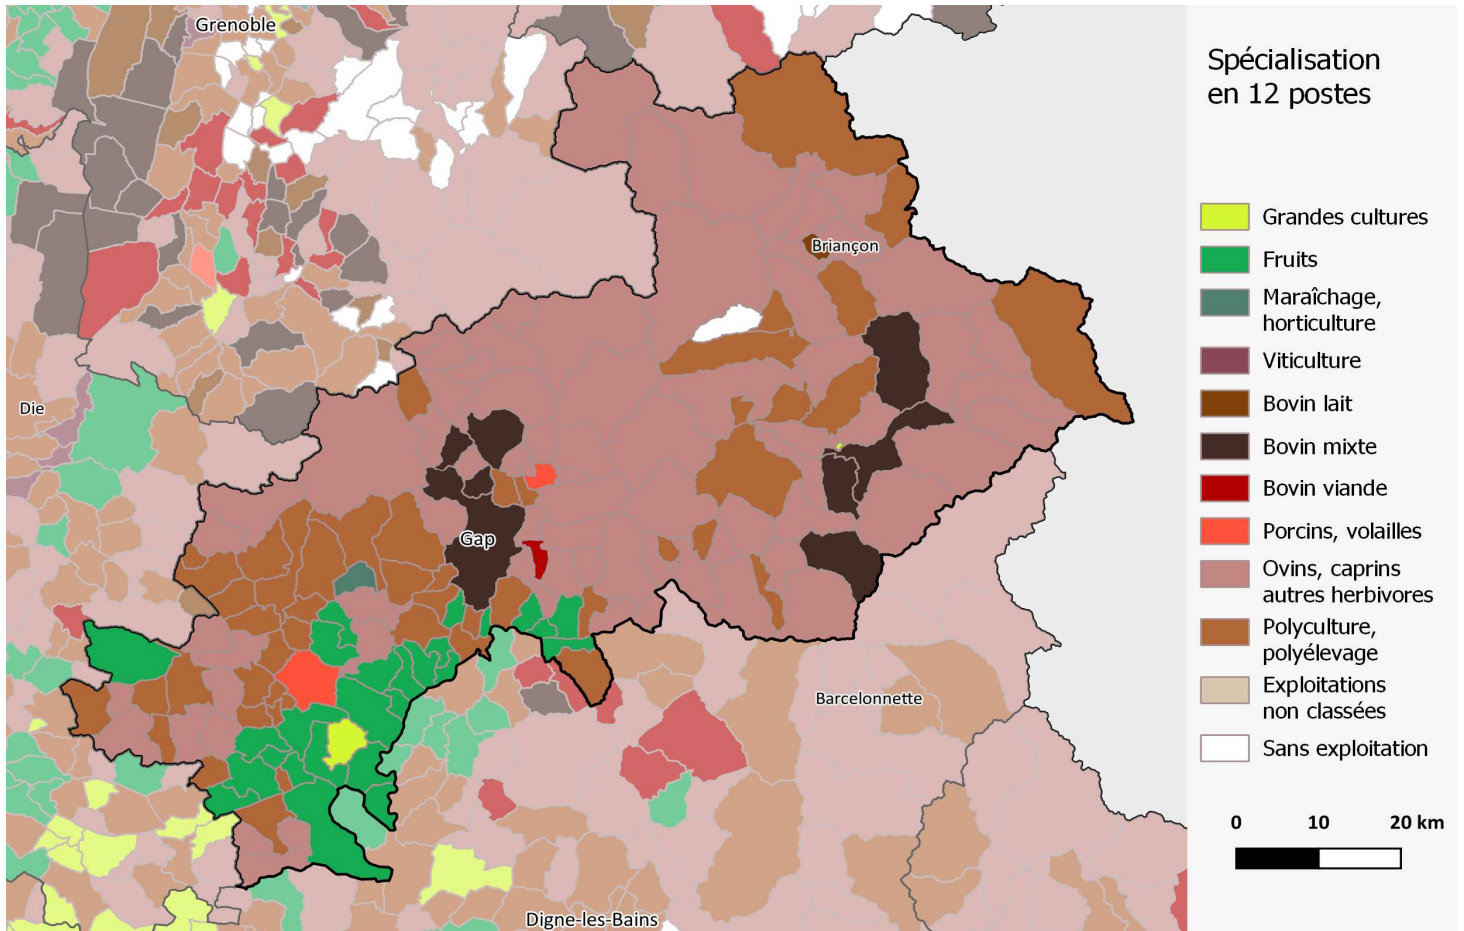 Grenoble
Briançon
Die
Gap
Barcelonnette
Digne-les-Bains
Spécialisation
en 12 postes
Grandes cultures
Fruits
Maraîchage,
horticulture
Viticulture
Bovin lait
Bovin mixte
Bovin viande
Porcins, volailles
Ovins, caprins
autres herbivores
Polyculture,
polyélevage
Exploitations
non classées
Sans exploitation
0 10 20 km